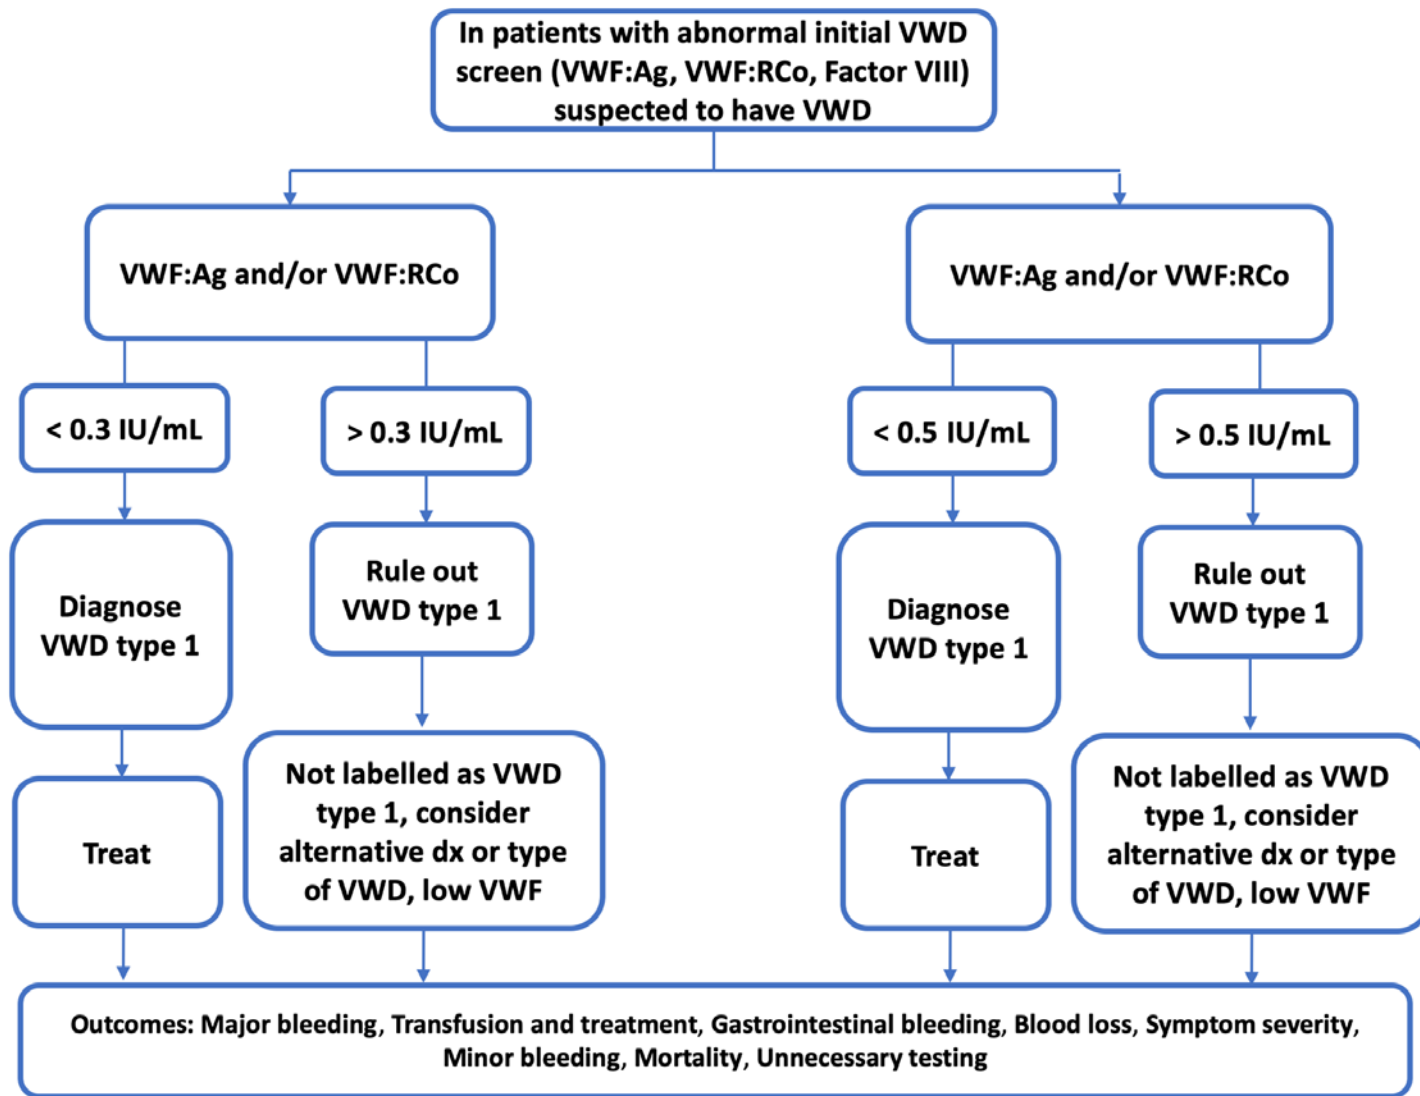 In patients with abnormal initial VWD
screen (VWF:Ag, VWF:RCo, Factor VIII)
suspected to have VWD
VWF:Ag and/or VWF:RCo
VWF:Ag and/or VWF:RCo
< 0.3 IU/mL
> 0.3 IU/mL
< 0.5 IU/mL
> 0.5 IU/mL
Diagnose
VWD type 1
Rule out
VWD type 1
Diagnose
VWD type 1
Rule out
VWD type 1
Treat
Not labelled as VWD
type 1, consider
alternative dx or type
of VWD, low VWF
Treat
Not labelled as VWD
type 1, consider
alternative dx or type
of VWD, low VWF
Outcomes: Major bleeding, Transfusion and treatment, Gastrointestinal bleeding, Blood loss, Symptom severity,
Minor bleeding, Mortality, Unnecessary testing